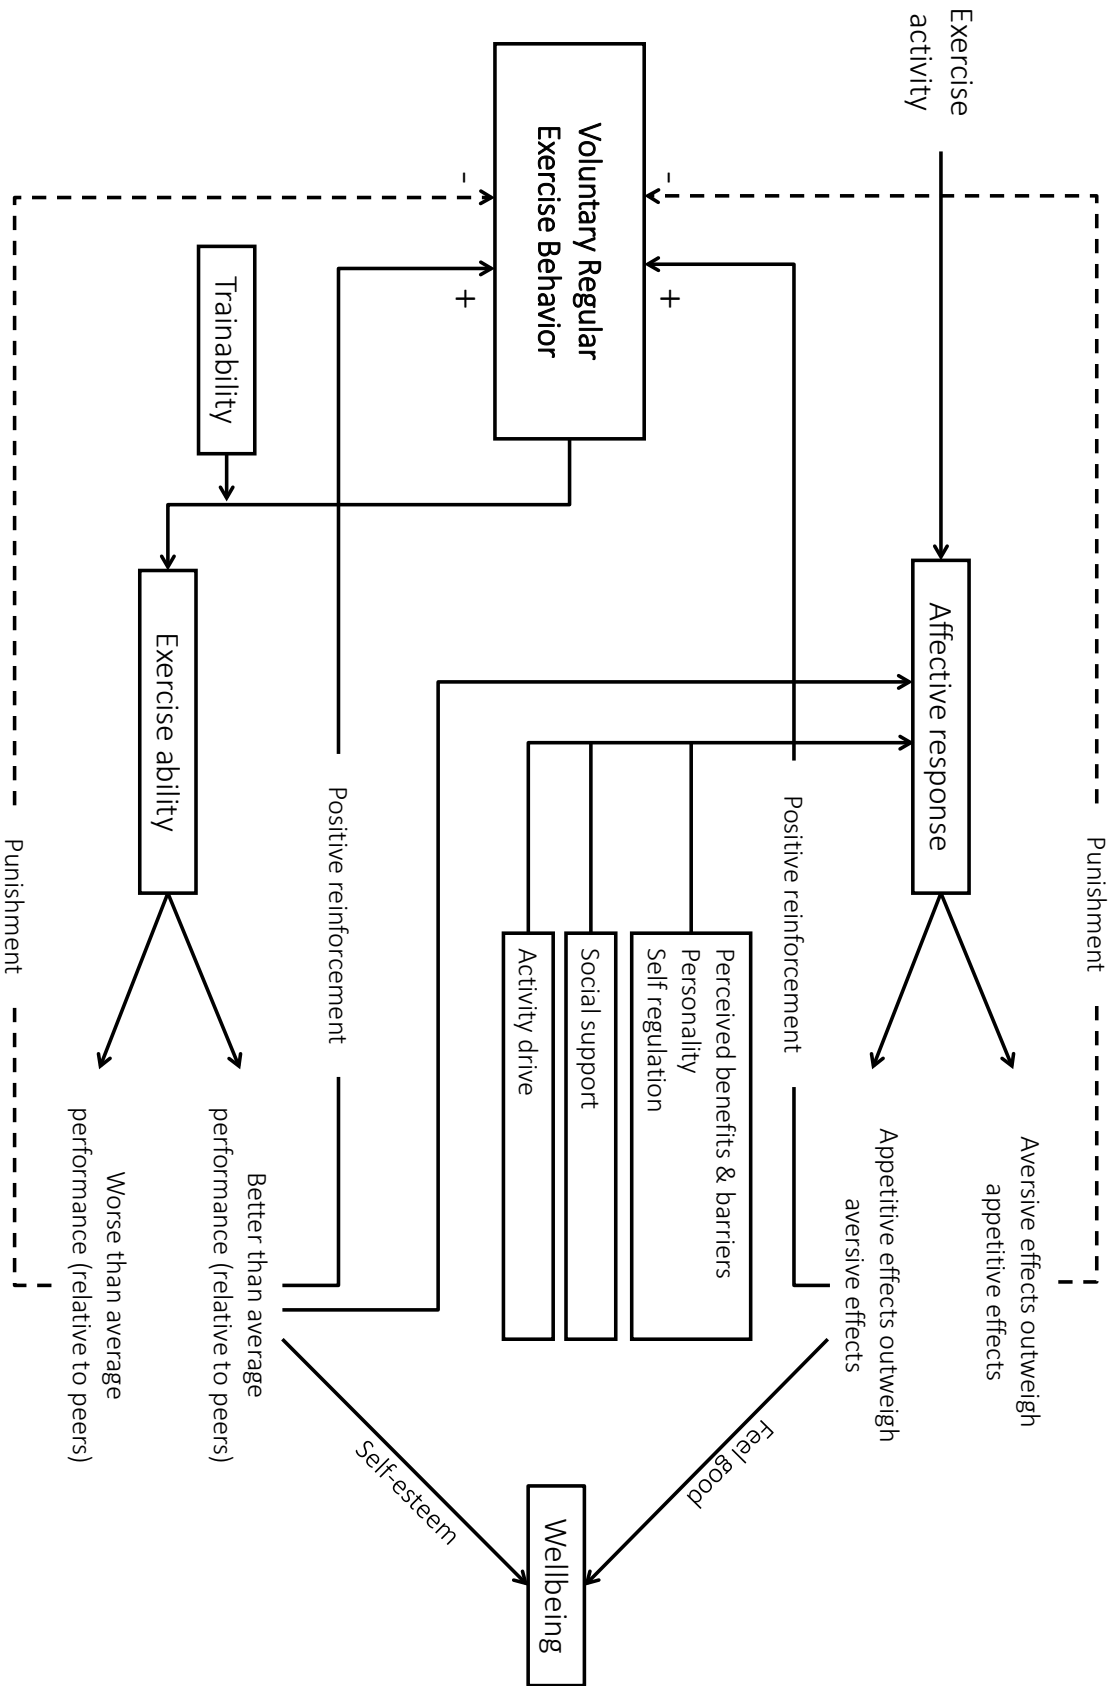 Punishment
Exercise
activity
Affective response
Aversive effects outweigh
appetitive effects
Appetitive effects outweigh
aversive effects
Positive reinforcement
Feel good
-
+
Voluntary Regular
Exercise Behavior
Perceived benefits & barriers
Personality
Self regulation
Social support
Activity drive
Wellbeing
-
+
Self-esteem
Positive reinforcement
Trainability
Better than average
performance (relative to peers)
Exercise ability
Worse than average
performance (relative to peers)
Punishment